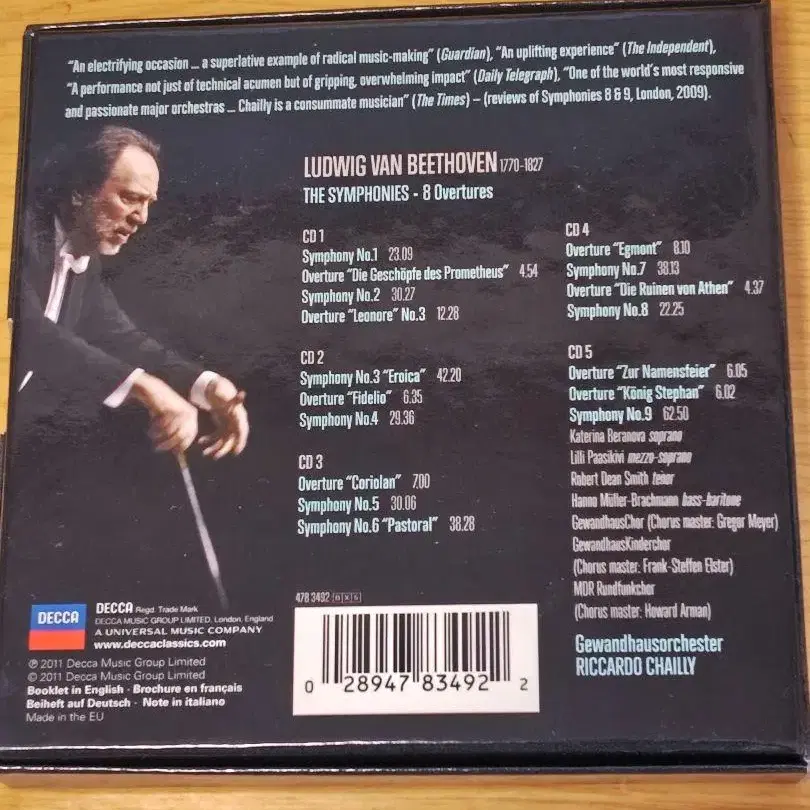 "An electrifying occasion ... a superlative example of radical music-making" (Guardian), "An uplifting experience" (The Independent),
"A performance not just of technical acumen but of gripping, overwhelming impact" (Daily Telegraph), "One of the world's most responsive
and passionate major orchestras ... Chailly is a consummate musician" (The Times) – (reviews of Symphonies 8 & 9, London, 2009).
LUDWIG VAN BEETHOVEN 1770-1827
THE SYMPHONIES - 8 Overtures
CD 1
Symphony No.1 23.09
Overture "Die Geschöpfe des Prometheus" 4.54
Symphony No.2 30.27
Overture "Leonore" No.3 12.28
CD 2
Symphony No.3 "Eroica" 42.20
Overture "Fidelio" 6.35
Symphony No.4 29.36
CD 3
Overture "Coriolan" 7.00
Symphony No.5 30.06
Symphony No.6 "Pastoral" 38.28
CD 4
Overture "Egmont" 8.10
Symphony No.7 38.13
Overture "Die Ruinen von Athen" 4.37
Symphony No.8 22.25
CD 5
Overture "Zur Namensfeier" 6.05
Overture "König Stephan" 6.02
Symphony No.9 62.50
Katerina Beranova soprano
Lilli Paasikivi mezzo-soprano
Robert Dean Smith tenor
Hanno Müller-Brachmann bass-baritone
GewandhausChor (Chorus master: Gregor Meyer)
GewandhausKinderchor
(Chorus master: Frank-Steffen Elster)
MDR Rundfunkchor
(Chorus master: Howard Arman)
Gewandhausorchester
RICCARDO CHAILLY
478 3492 BX5
0 28947 83492 2
DECCA
DECCA Regd. Trade Mark
DECCA MUSIC GROUP LIMITED, London, England
A UNIVERSAL MUSIC COMPANY
www.deccaclassics.com
℗ 2011 Decca Music Group Limited
© 2011 Decca Music Group Limited
Booklet in English · Brochure en français
Beiheft auf Deutsch · Note in italiano
Made in the EU